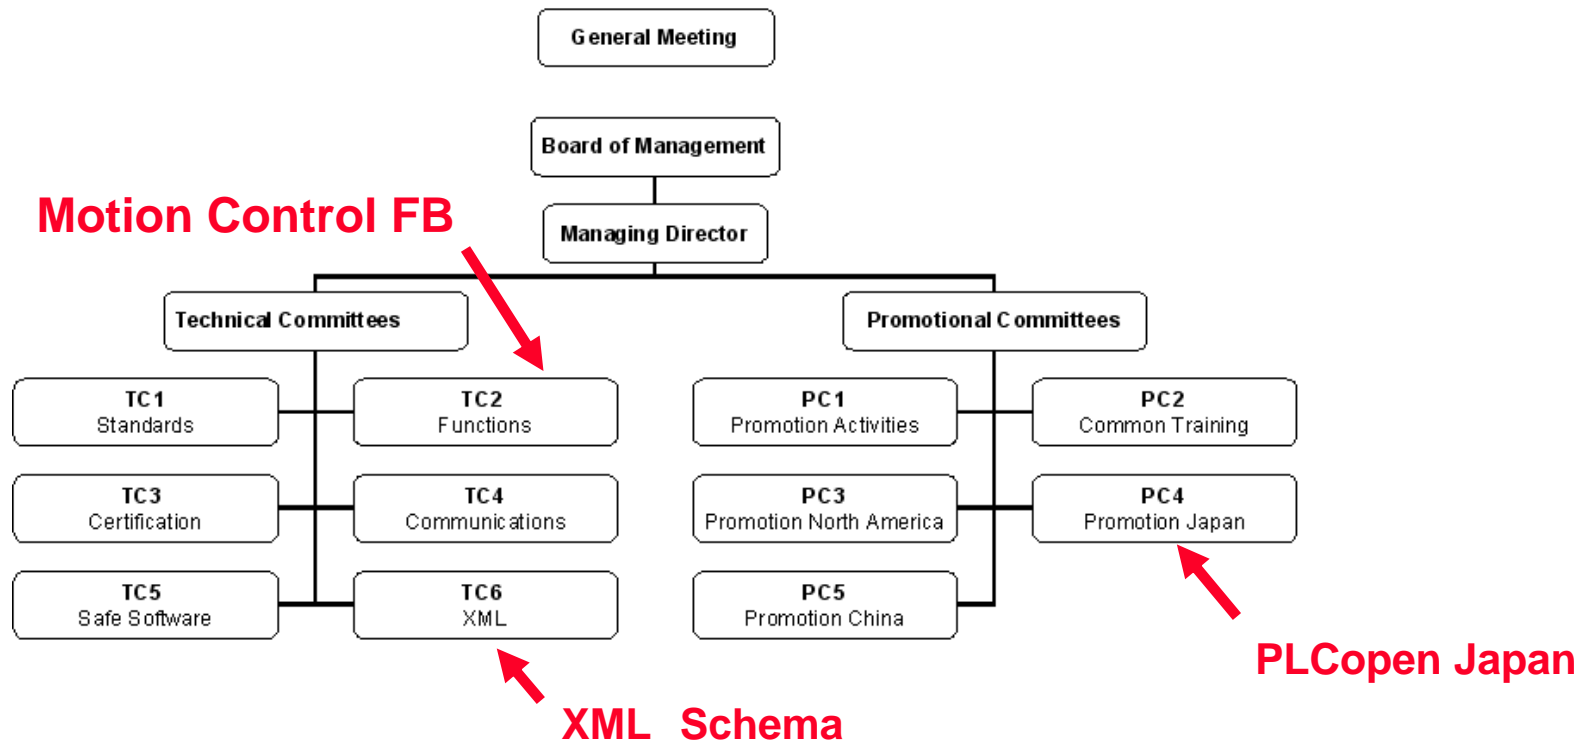 General Meeting
Board of Management
Motion Control FB
Managing Director
Technical Committees
Promotional Committees
TC1
Standards
TC2
Functions
PC1
Promotion Activities
PC2
Common Training
TC3
Certification
TC4
Communications
PC3
Promotion North America
PC4
Promotion Japan
TC5
Safe Software
TC6
XML
PC5
Promotion China
PLCopen Japan
XML Schema